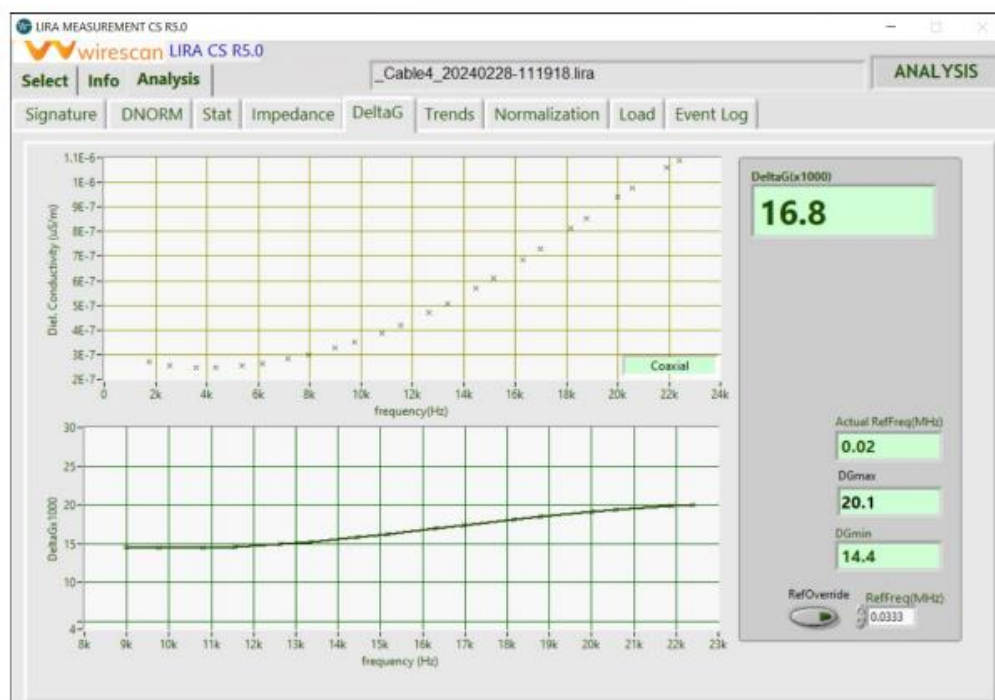 LIRA MEASUREMENT CS R5.0
wirescan LIRA CS R5.0
Select Info Analysis
_Cable4_20240228-111918.lira
ANALYSIS
Signature DNORM Stat Impedance DeltaG Trends Normalization Load Event Log
Diel. Conductivity (uS/m)
1.1E-6
1E-6
9E-7
8E-7
7E-7
6E-7
5E-7
4E-7
3E-7
2E-7
Coaxial
0 2k 4k 6k 8k 10k 12k 14k 16k 18k 20k 22k 24k
frequency(Hz)
DeltaGx1000
30
25
20
15
10
4
8k 9k 10k 11k 12k 13k 14k 15k 16k 17k 18k 19k 20k 21k 22k 23k
frequency (Hz)
DeltaG(x1000)
16.8
Actual RefFreq(MHz)
0.02
DGmax
20.1
DGmin
14.4
RefOverride RefFreq(MHz)
0.0333